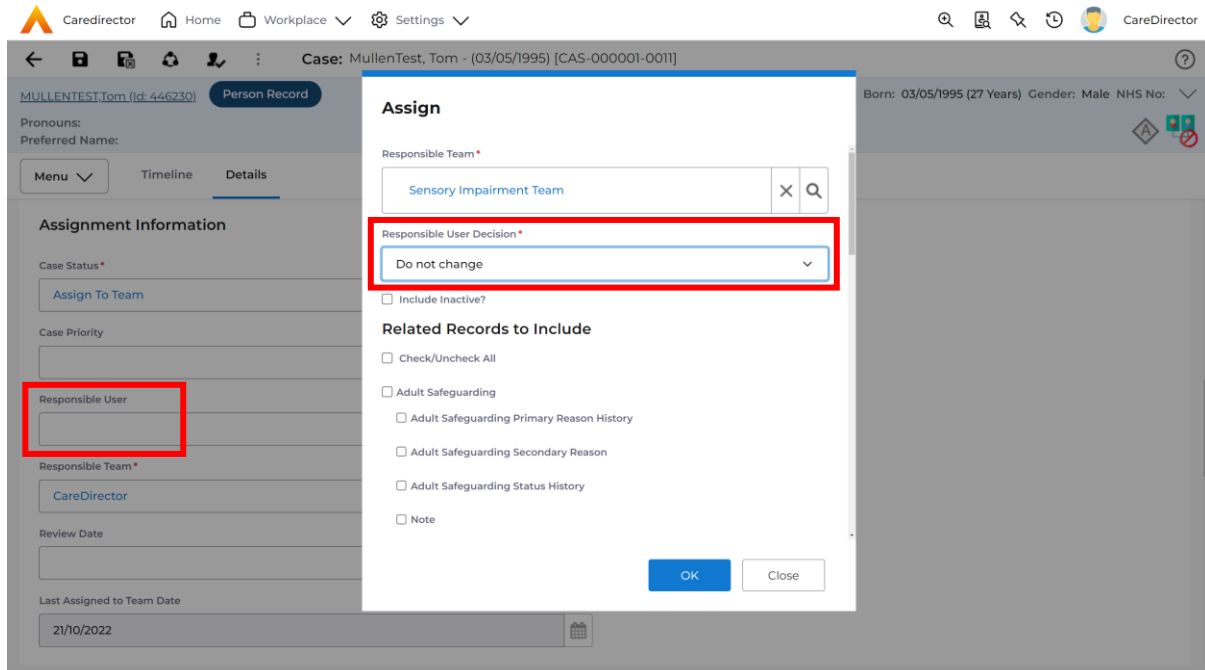 Caredirector Home Workplace Settings CareDirector
Case: MullenTest, Tom - (03/05/1995) [CAS-000001-0011]
MULLENTEST,Tom (Id: 446230) Person Record
Born: 03/05/1995 (27 Years) Gender: Male NHS No:
Pronouns:
Preferred Name:
A
Menu Timeline Details
Assignment Information
Case Status*
Assign To Team
Case Priority
Responsible User
Responsible Team*
CareDirector
Review Date
Last Assigned to Team Date
21/10/2022
Assign
Responsible Team*
Sensory Impairment Team
Responsible User Decision*
Do not change
Include Inactive?
Related Records to Include
Check/Uncheck All
Adult Safeguarding
Adult Safeguarding Primary Reason History
Adult Safeguarding Secondary Reason
Adult Safeguarding Status History
Note
OK Close